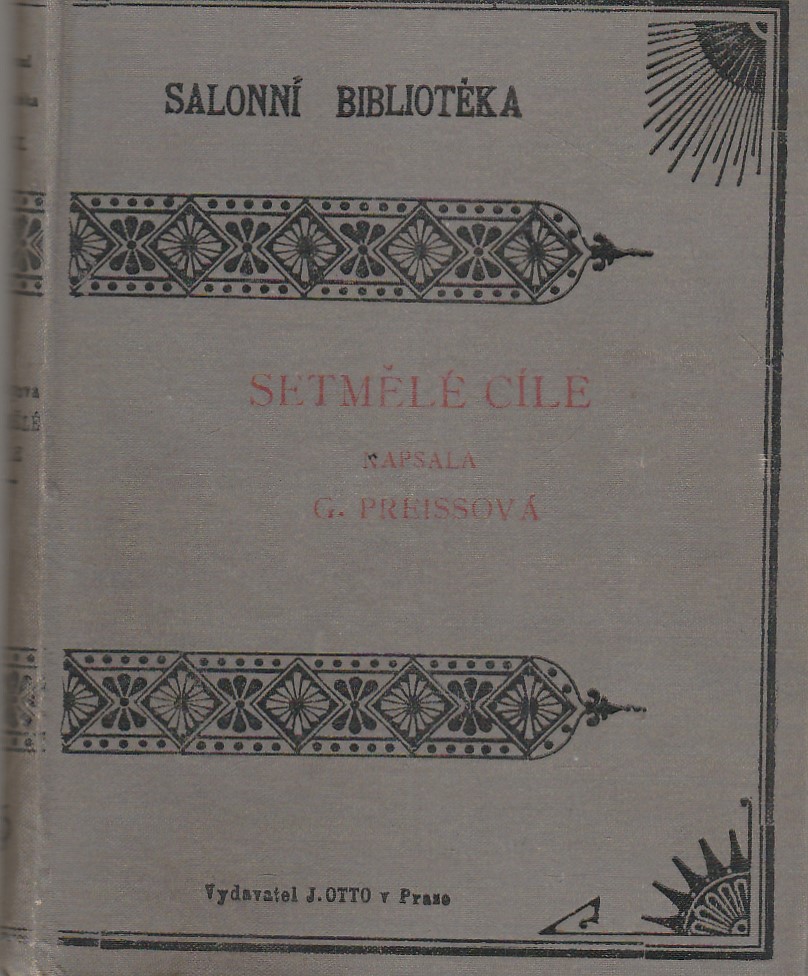 SALONNÍ BIBLIOTÉKA
SETMĚLÉ CÍLE
NAPSALA
G. PREISSOVÁ
Vydavatel J. OTTO v Praze